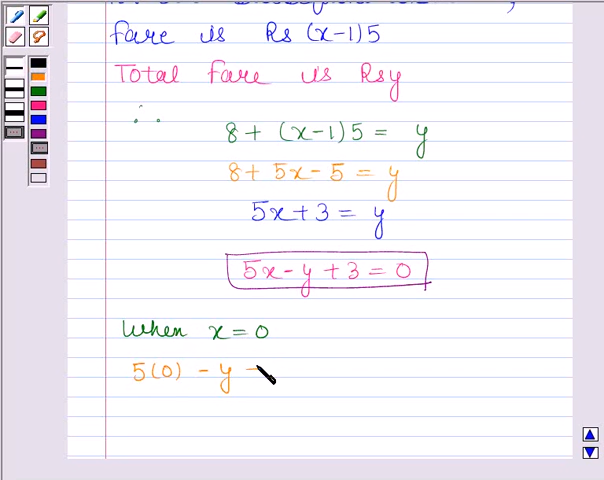 fare is Rs (x-1)5
Total fare is Rsy
∴
8 + (x-1)5 = y
8 + 5x - 5 = y
5x + 3 = y
5x - y + 3 = 0
When x = 0
5(0) - y -